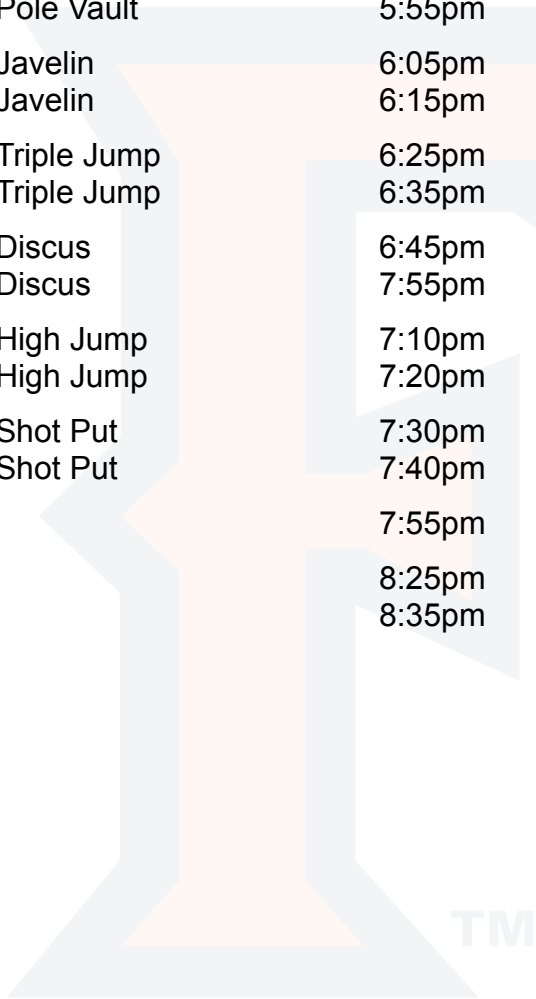 Pole Vault 5:55pm
Javelin 6:05pm
Javelin 6:15pm
Triple Jump 6:25pm
Triple Jump 6:35pm
Discus 6:45pm
Discus 7:55pm
High Jump 7:10pm
High Jump 7:20pm
Shot Put 7:30pm
Shot Put 7:40pm
7:55pm
8:25pm
8:35pm
TM